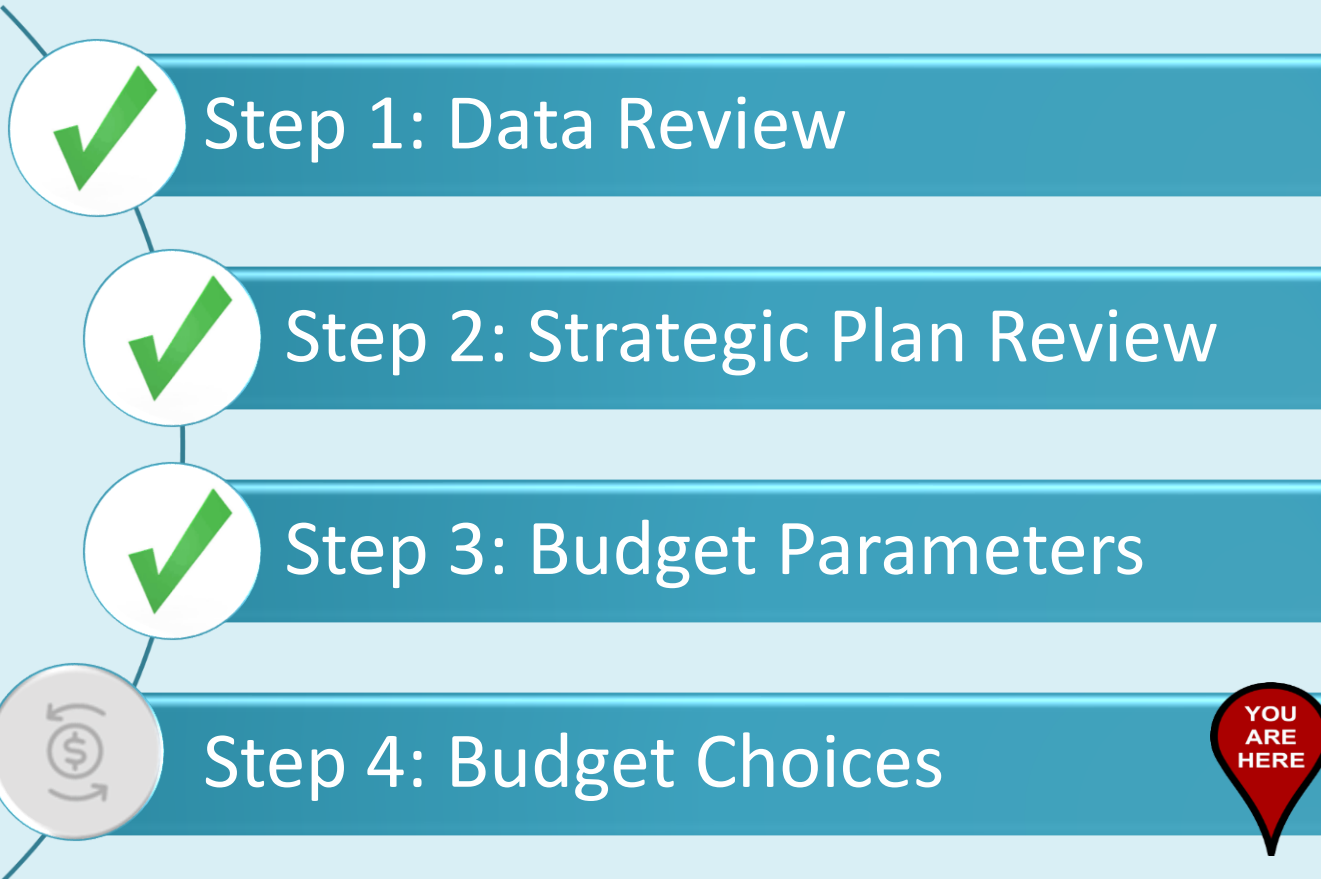 Step 1: Data Review
Step 2: Strategic Plan Review
Step 3: Budget Parameters
$
Step 4: Budget Choices
YOU
ARE
HERE